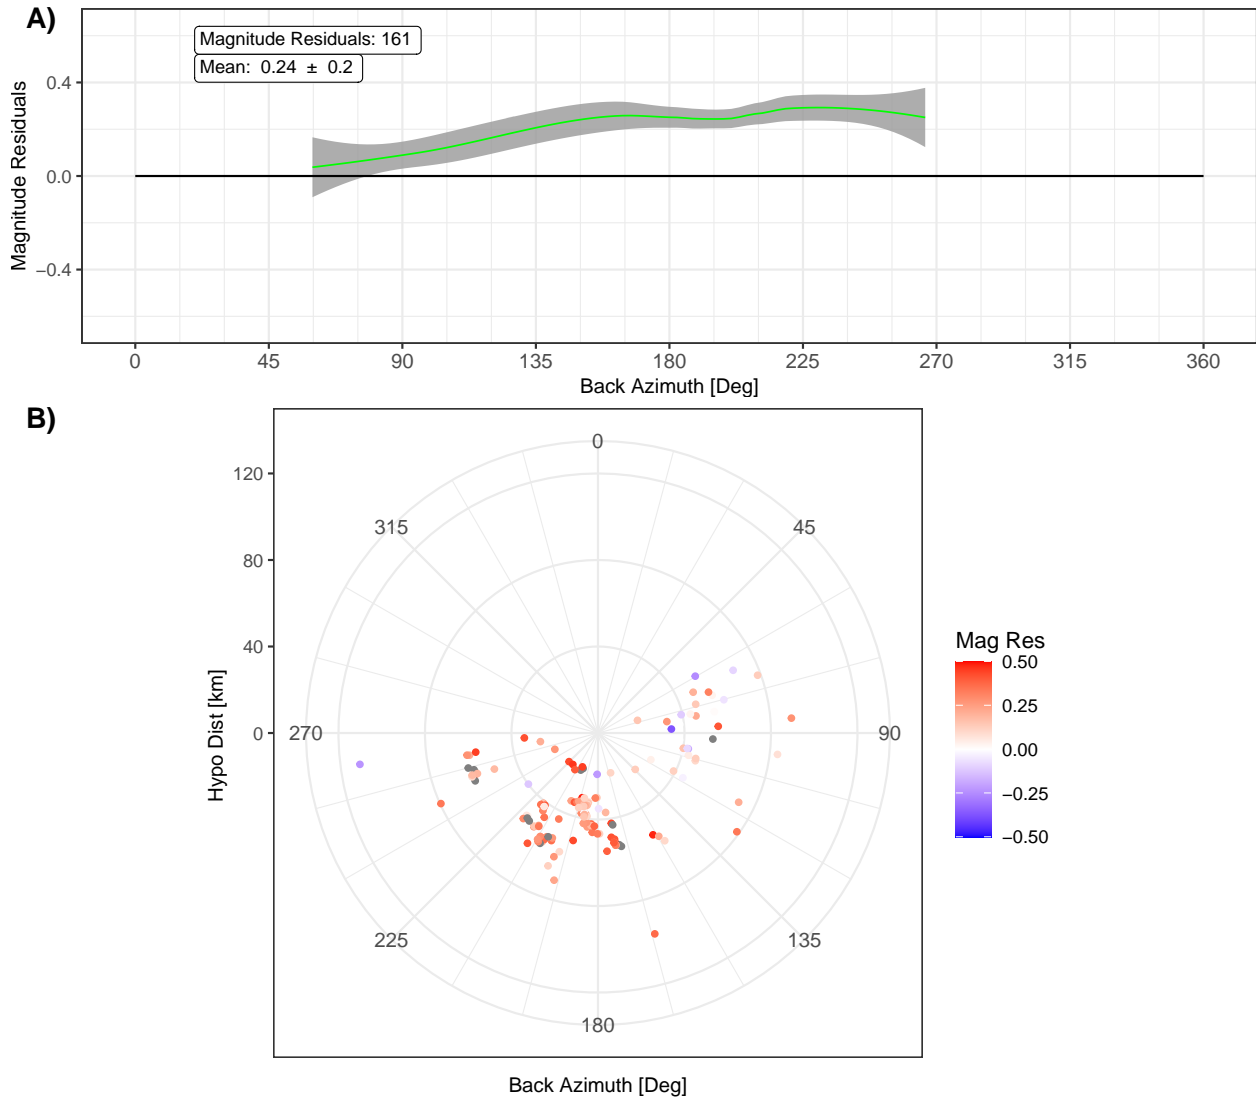 A)
Magnitude Residuals: 161
Mean:  0.24  ±  0.2
0.4
0.0
−0.4
Magnitude Residuals
0 45 90 135 180 225 270 315 360
Back Azimuth [Deg]
B)
0
45
90
135
180
225
270
315
120
80
40
0
Hypo Dist [km]
Back Azimuth [Deg]
Mag Res
0.50
0.25
0.00
−0.25
−0.50